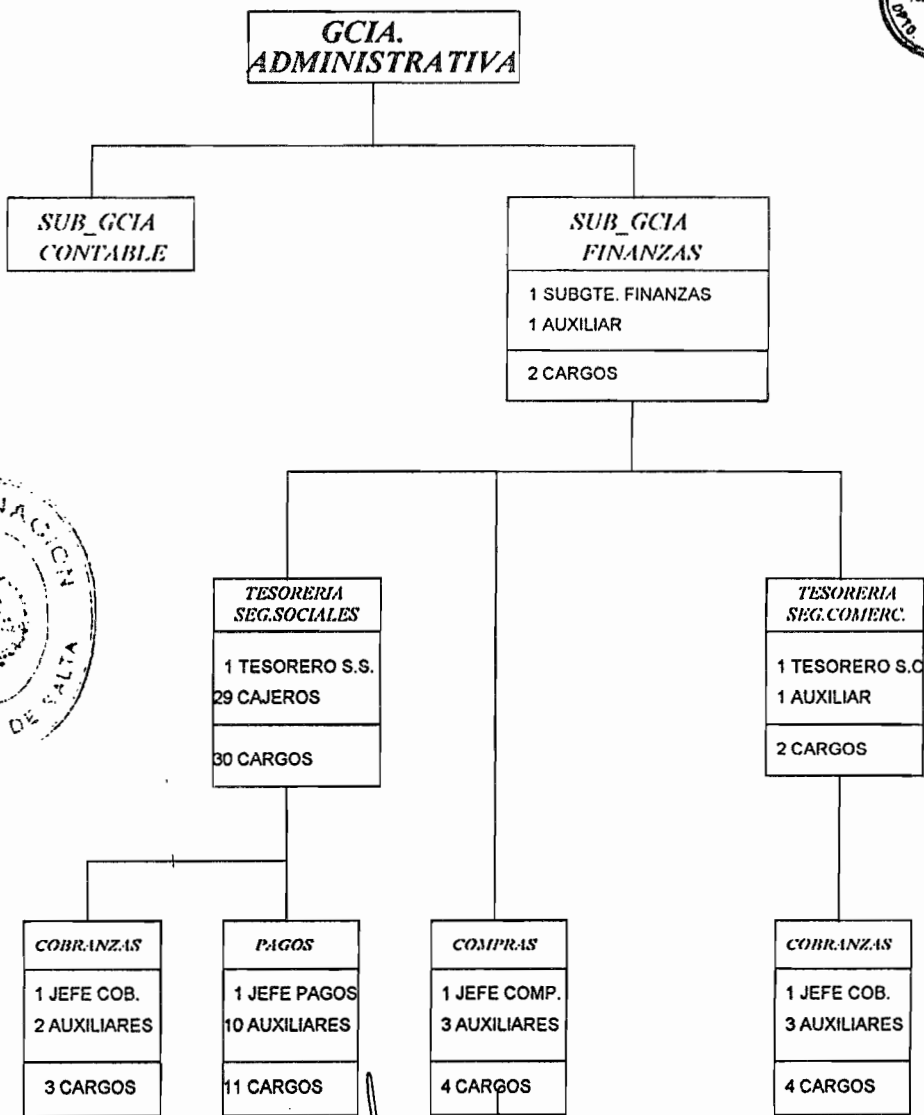 DPTO.
GCIA.
ADMINISTRATIVA
SUB_GCIA
CONTABLE
SUB_GCIA
FINANZAS
1 SUBGTE. FINANZAS
1 AUXILIAR
2 CARGOS
DE SALTA
TESORERIA
SEG.SOCIALES
1 TESORERO S.S.
29 CAJEROS
30 CARGOS
TESORERIA
SEG.COMERC.
1 TESORERO S.C
1 AUXILIAR
2 CARGOS
COBRANZAS
1 JEFE COB.
2 AUXILIARES
3 CARGOS
PAGOS
1 JEFE PAGOS
10 AUXILIARES
11 CARGOS
COMPRAS
1 JEFE COMP.
3 AUXILIARES
4 CARGOS
COBRANZAS
1 JEFE COB.
3 AUXILIARES
4 CARGOS